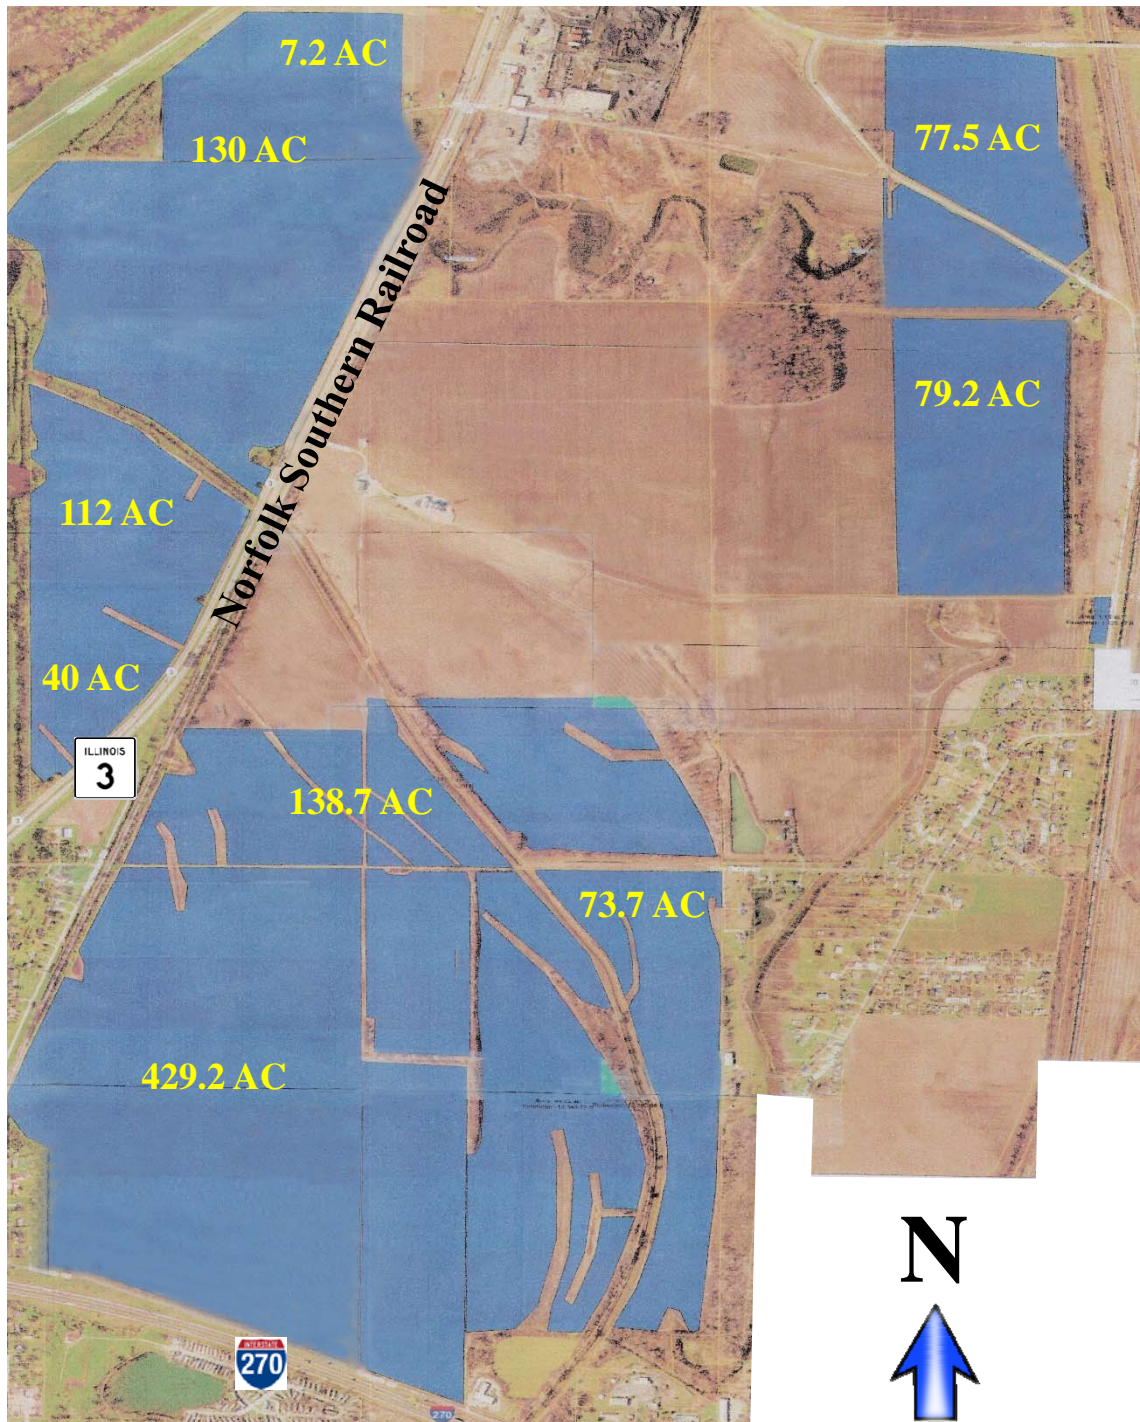 7.2 AC
130 AC
77.5 AC
Norfolk Southern Railroad
79.2 AC
112 AC
40 AC
ILLINOIS
3
138.7 AC
73.7 AC
429.2 AC
N
INTERSTATE
270
270